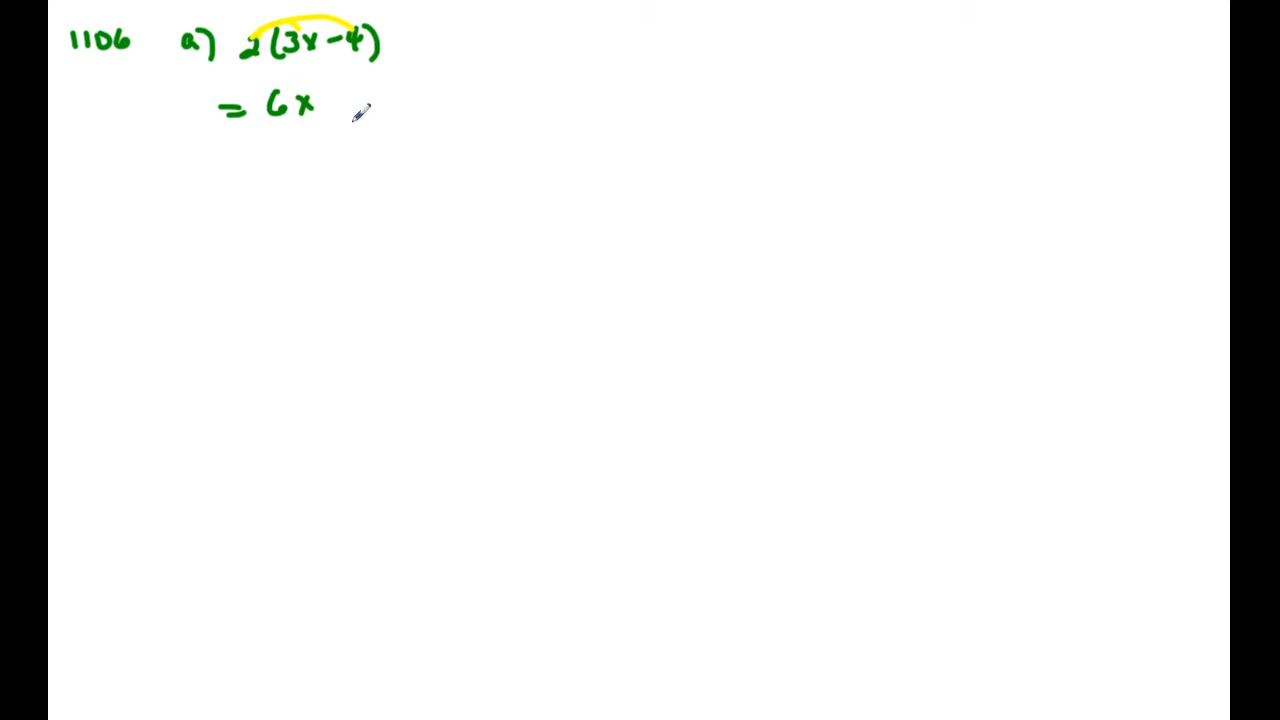 1106 a) 2(3x-4)
= 6x